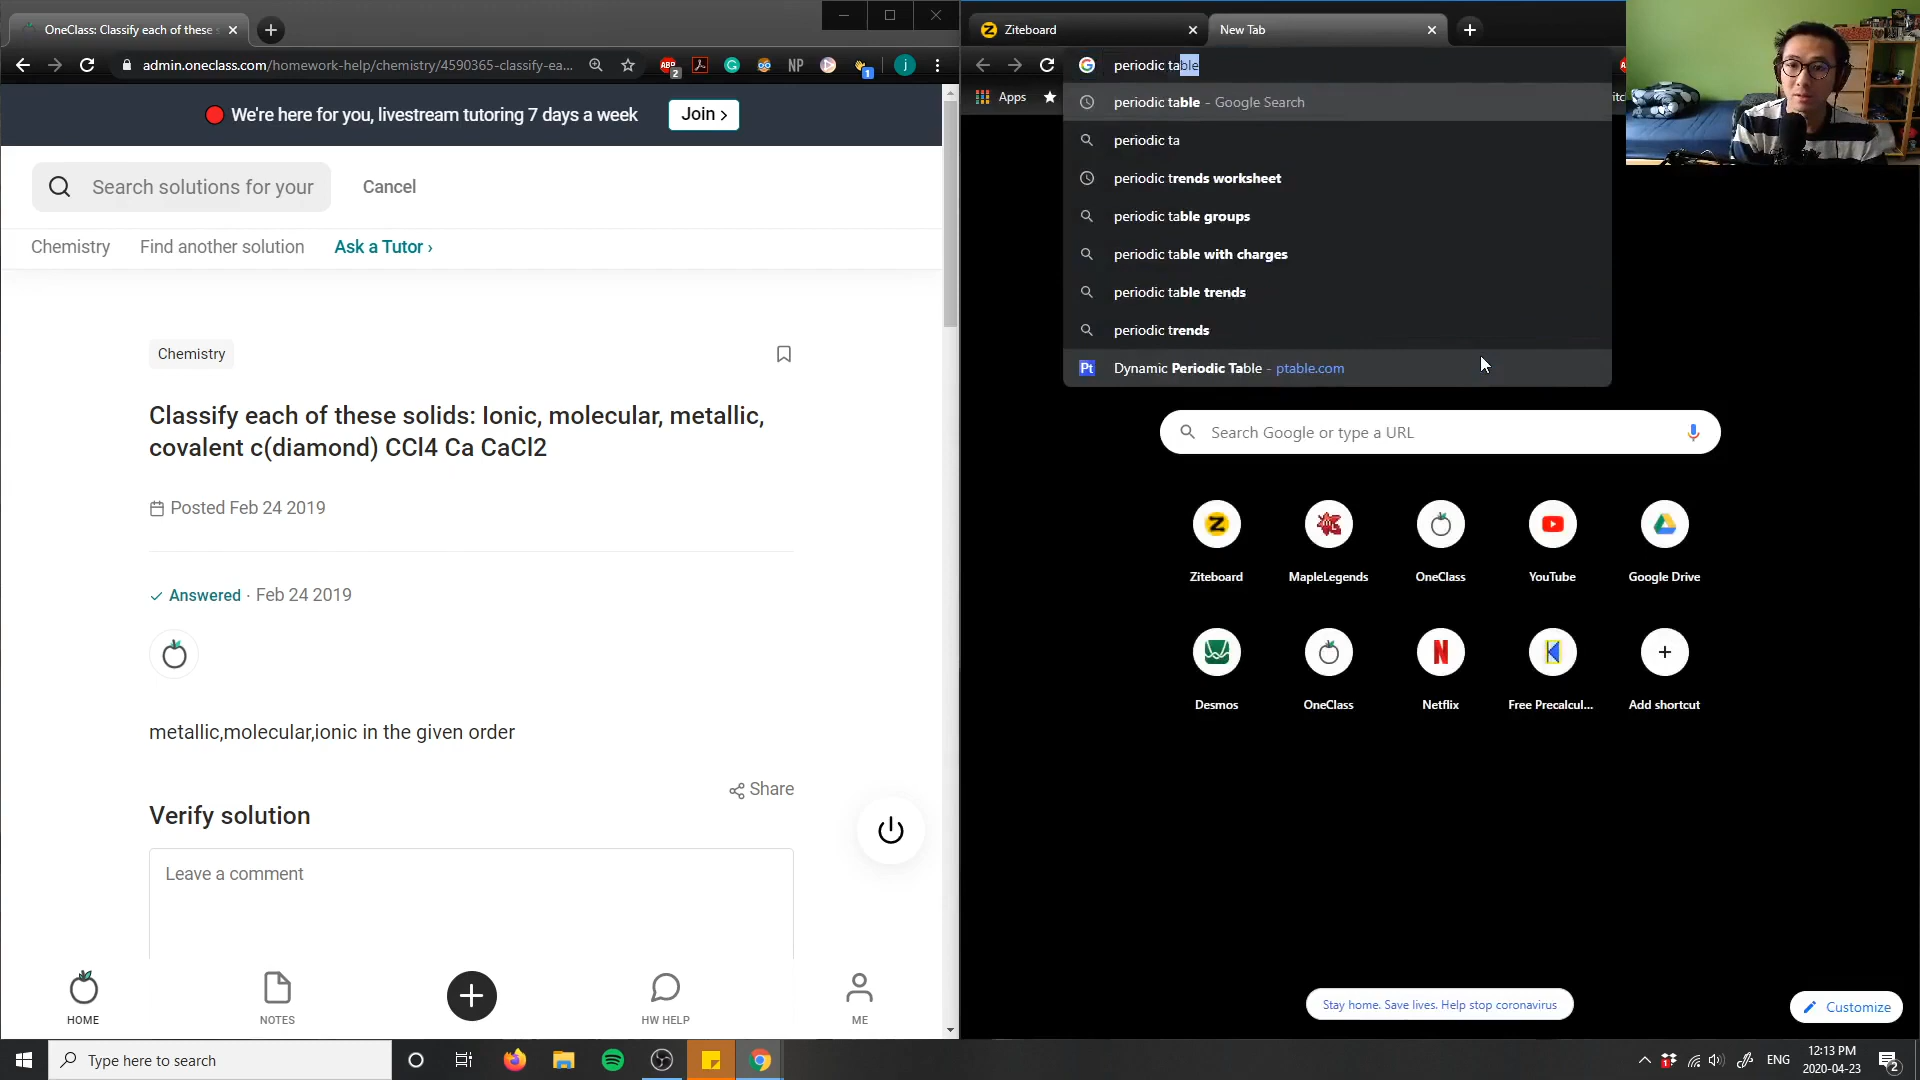 OneClass: Classify each of these s
admin.oneclass.com/homework-help/chemistry/4590365-classify-ea...
ABP
2
NP
1
j
We're here for you, livestream tutoring 7 days a week
Join >
Search solutions for your
Cancel
Chemistry
Find another solution
Ask a Tutor ›
Chemistry
Classify each of these solids: Ionic, molecular, metallic,
covalent c(diamond) CCl4 Ca CaCl2
Posted Feb 24 2019
Answered · Feb 24 2019
metallic,molecular,ionic in the given order
Share
Verify solution
Leave a comment
HOME
NOTES
HW HELP
ME
Ziteboard
New Tab
periodic table
Apps
periodic table - Google Search
periodic ta
periodic trends worksheet
periodic table groups
periodic table with charges
periodic table trends
periodic trends
Pt
Dynamic Periodic Table - ptable.com
Search Google or type a URL
Ziteboard
MapleLegends
OneClass
YouTube
Google Drive
Desmos
OneClass
Netflix
Free Precalcul...
Add shortcut
Stay home. Save lives. Help stop coronavirus
Customize
Type here to search
ENG
12:13 PM
2020-04-23
2